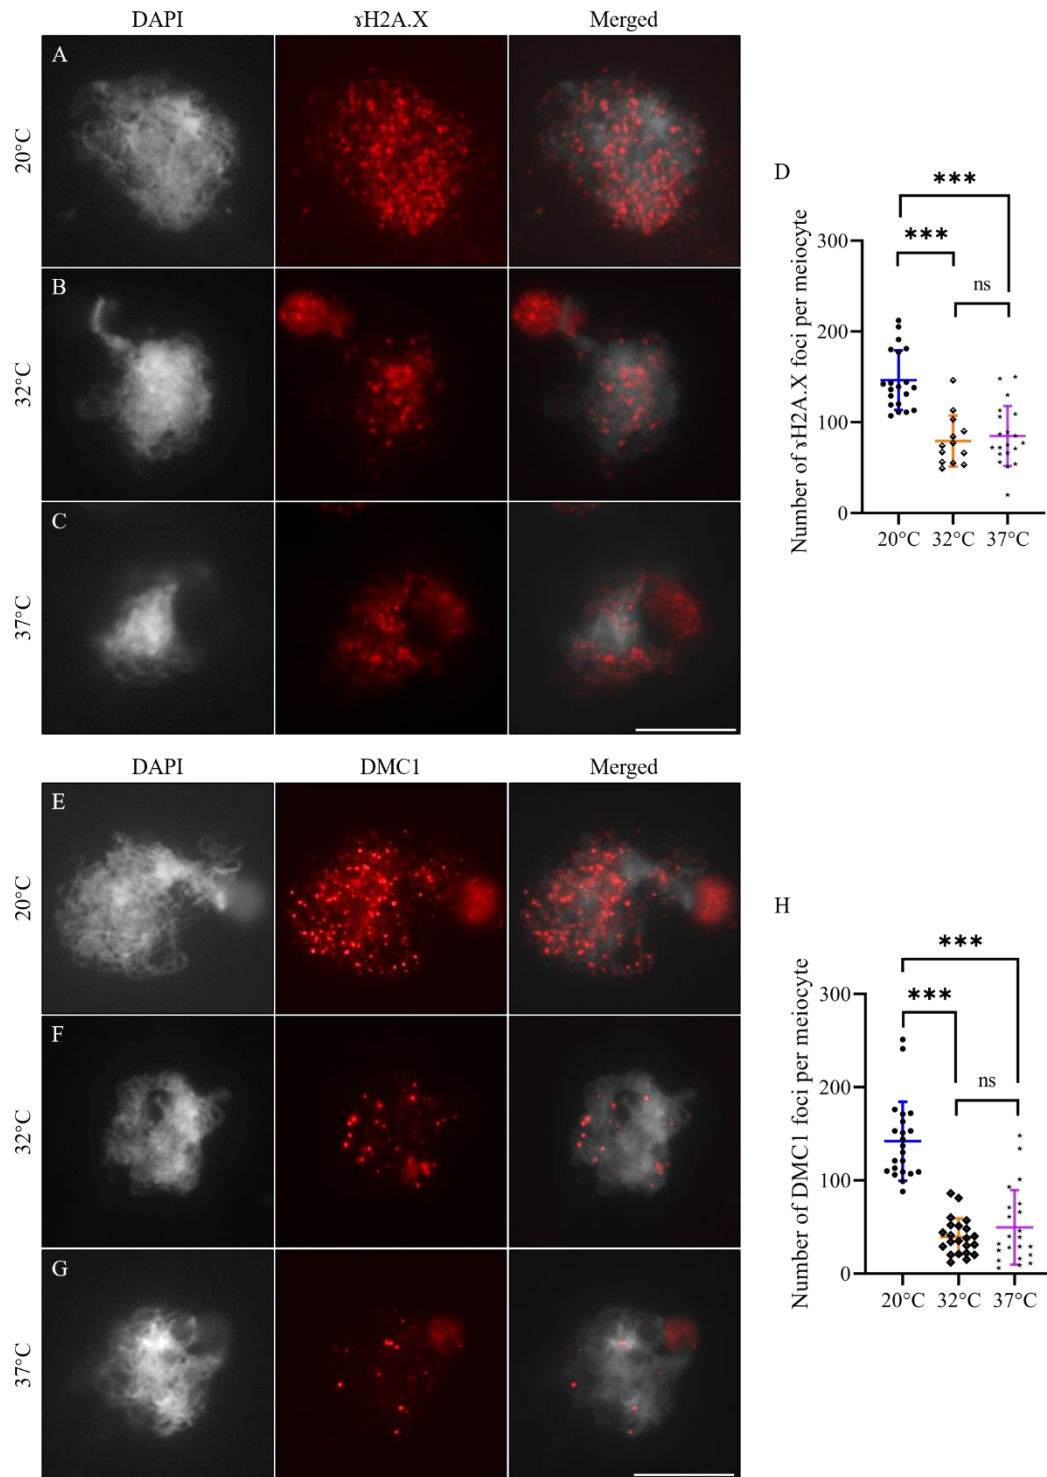 DAPI ɤH2A.X Merged
A
20°C
B
32°C
C
37°C
D
***
***
ns
300
200
100
0
Number of ɤH2A.X foci per meiocyte
20°C 32°C 37°C
DAPI DMC1 Merged
E
20°C
F
32°C
G
37°C
H
***
***
ns
300
200
100
0
Number of DMC1 foci per meiocyte
20°C 32°C 37°C